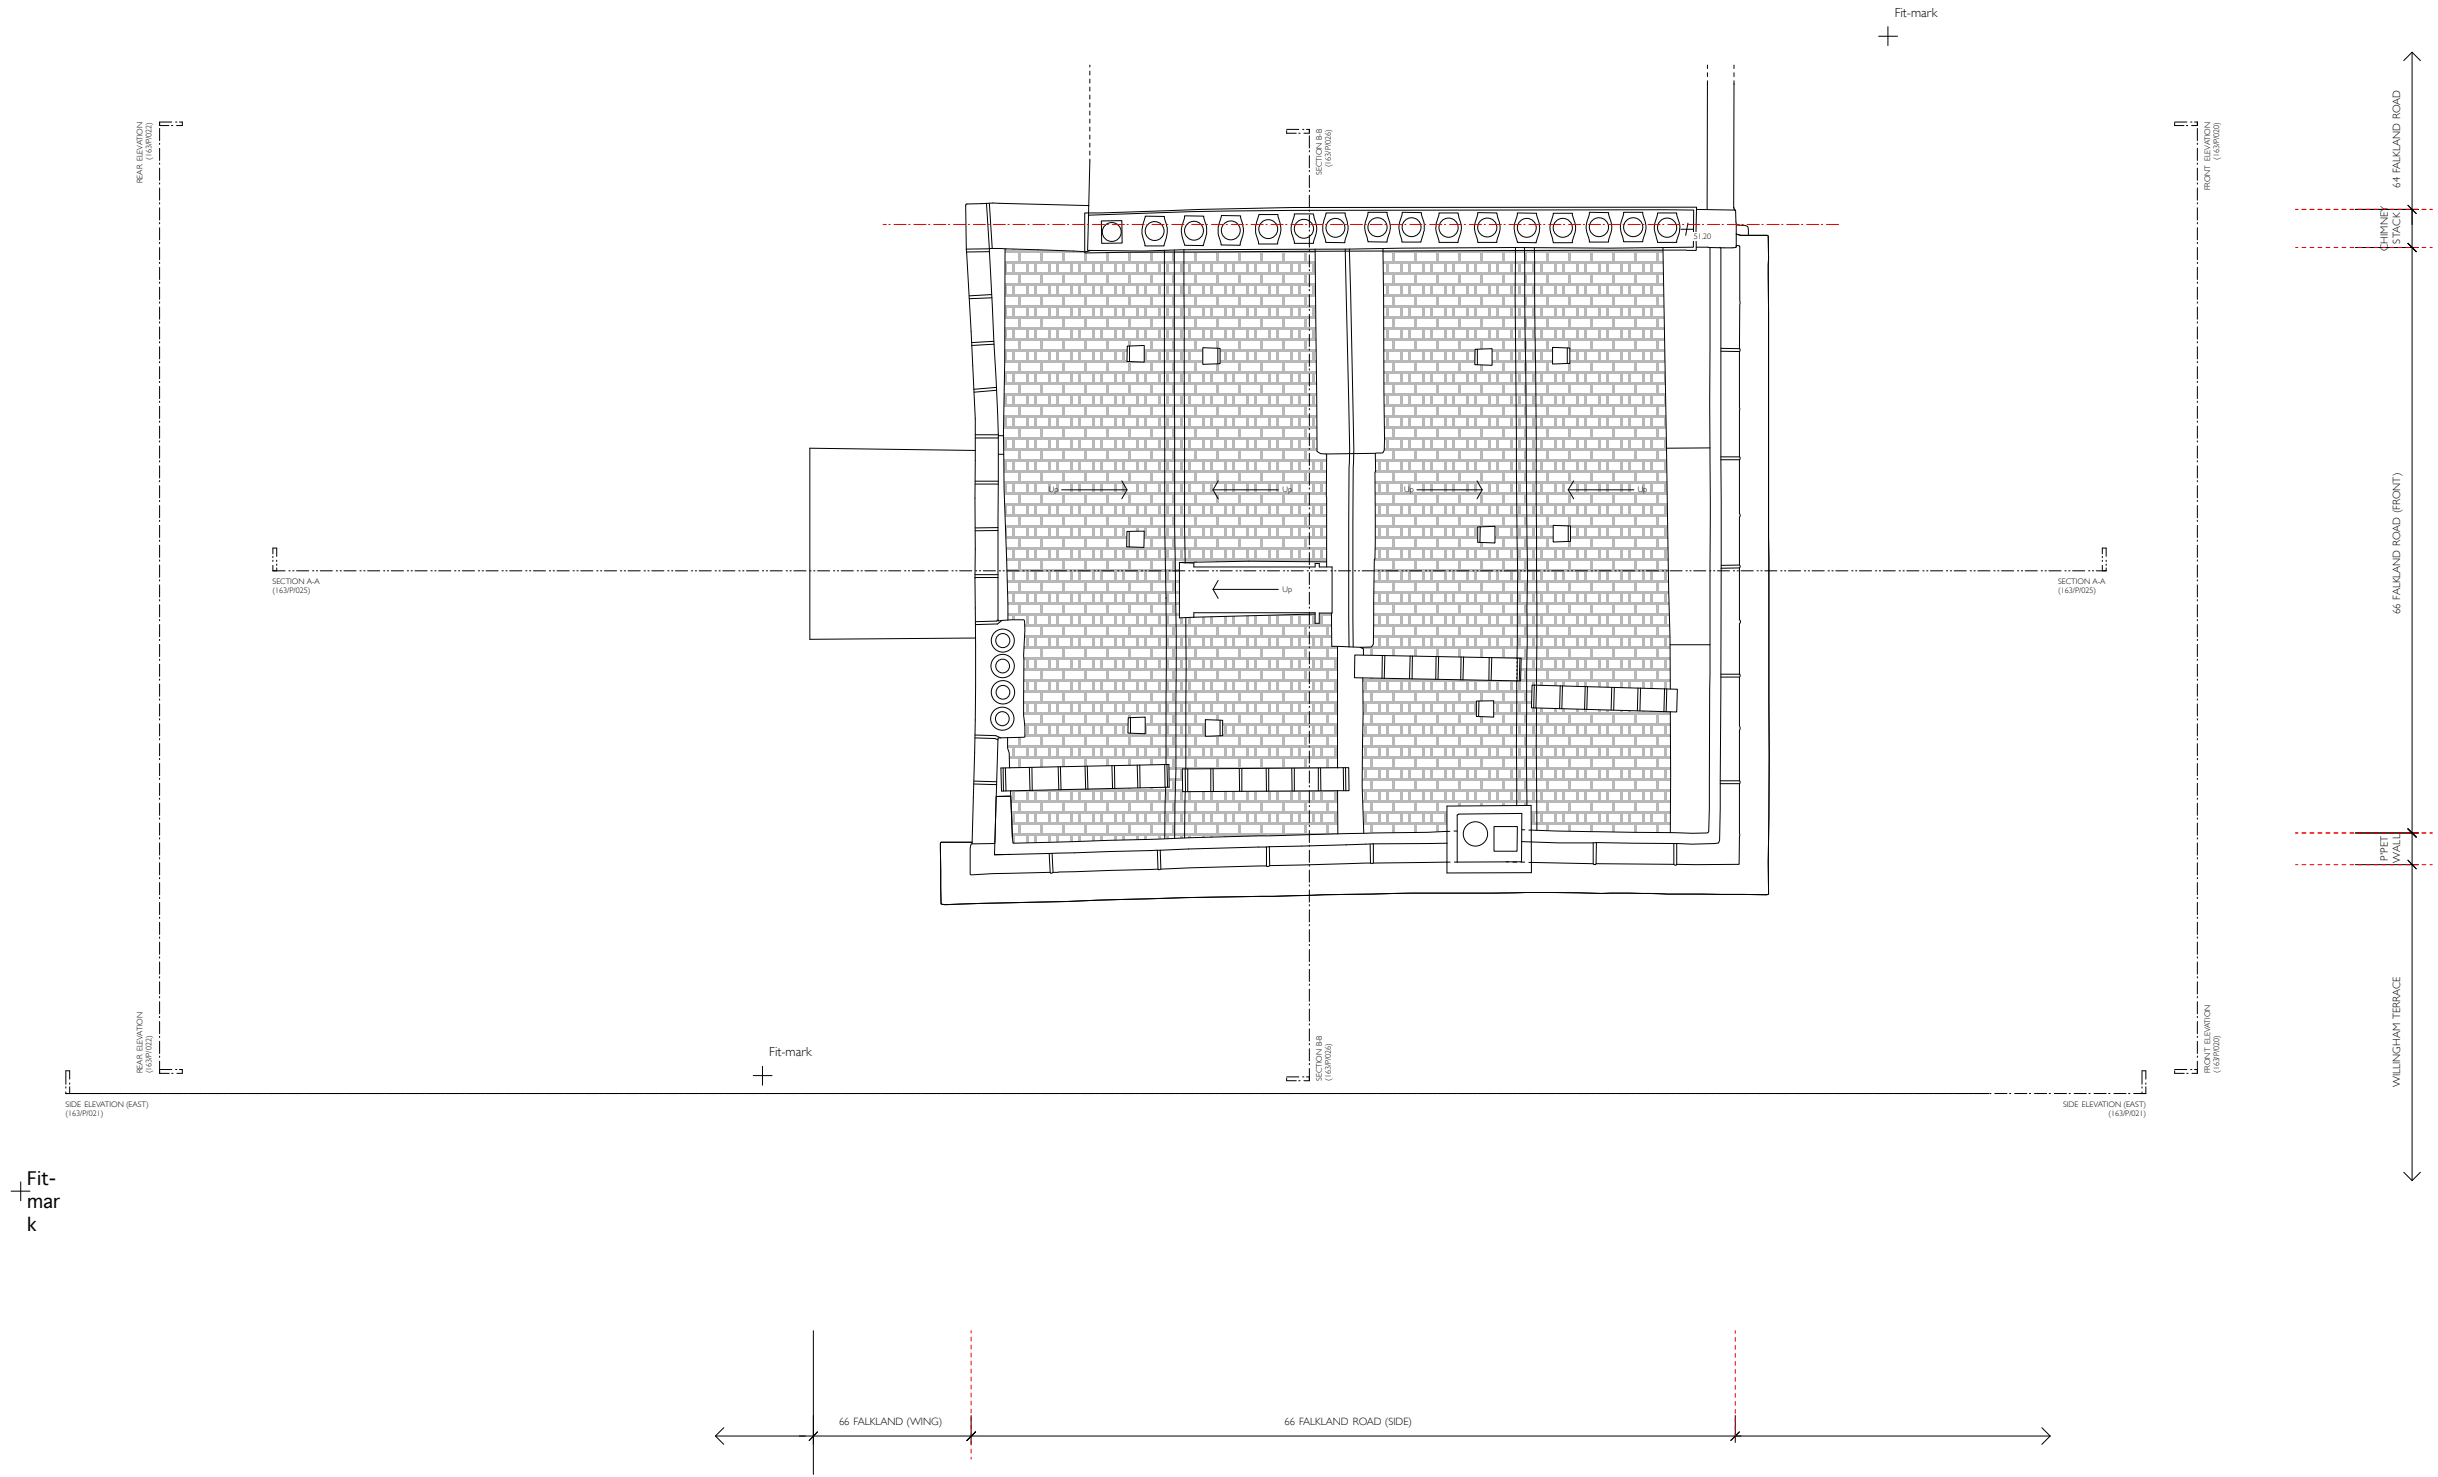 Fit-mark
REAR ELEVATION
(163/P/022)
SECTION B-B
(163/P/026)
FRONT ELEVATION
(163/P/020)
64 FALKLAND ROAD
CHIMNEY
STACK
51.20
66 FALKLAND ROAD (FRONT)
Up
Up
Up
Up
Up
SECTION A-A
(163/P/025)
SECTION A-A
(163/P/025)
P'PET
WALL
WILLINGHAM TERRACE
REAR ELEVATION
(163/P/022)
Fit-mark
SECTION B-B
(163/P/026)
FRONT ELEVATION
(163/P/020)
SIDE ELEVATION (EAST)
(163/P/021)
SIDE ELEVATION (EAST)
(163/P/021)
Fit-
mar
k
66 FALKLAND (WING)
66 FALKLAND ROAD (SIDE)